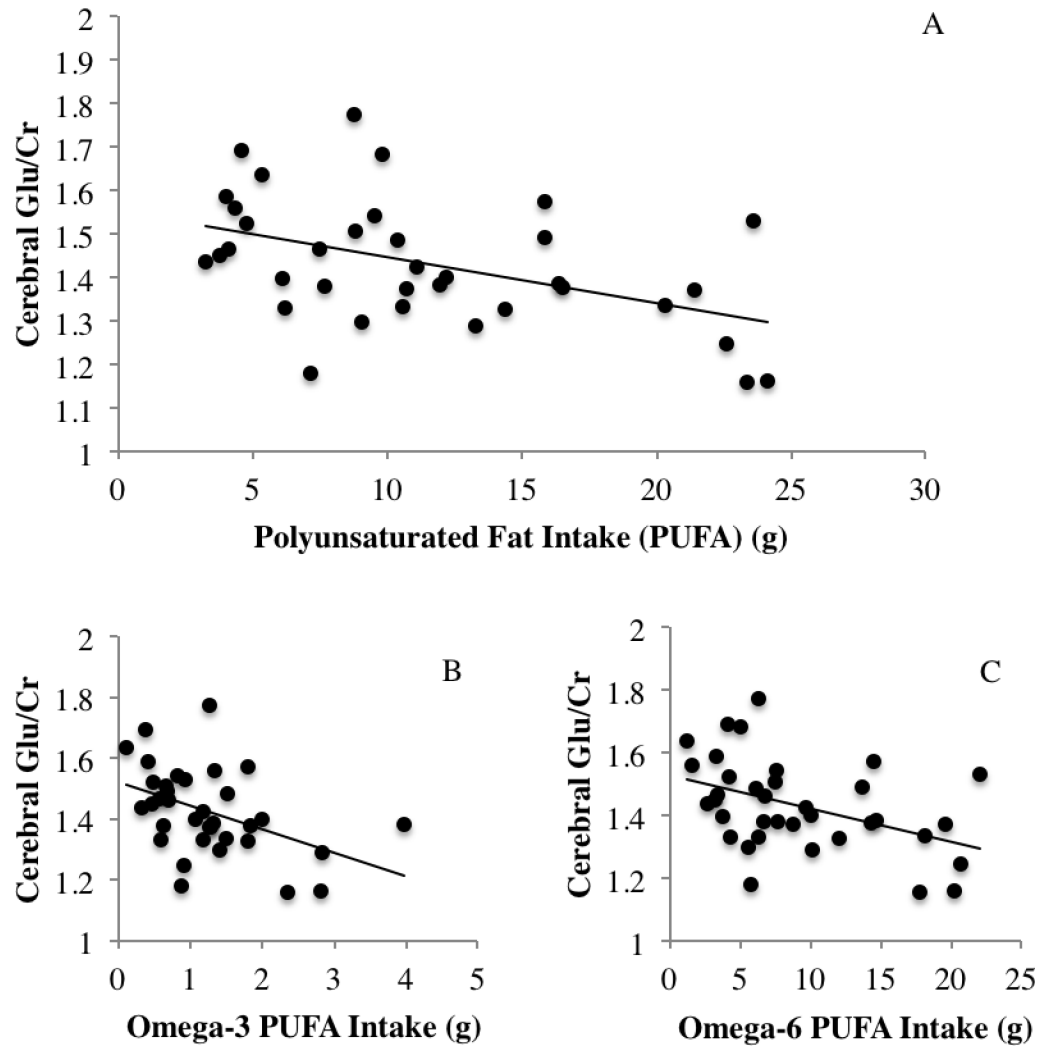 A
Cerebral Glu/Cr
2
1.9
1.8
1.7
1.6
1.5
1.4
1.3
1.2
1.1
1
0 5 10 15 20 25 30
Polyunsaturated Fat Intake (PUFA) (g)
B
Cerebral Glu/Cr
2
1.8
1.6
1.4
1.2
1
0 1 2 3 4 5
Omega-3 PUFA Intake (g)
C
Cerebral Glu/Cr
2
1.8
1.6
1.4
1.2
1
0 5 10 15 20 25
Omega-6 PUFA Intake (g)